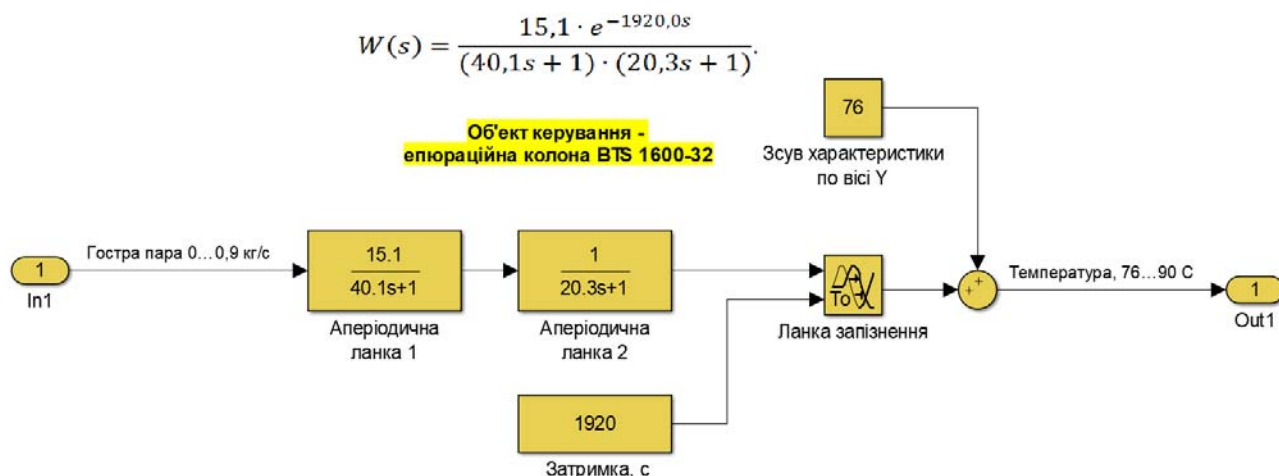 W(s) = 15,1 · e^{−1920,0s} / (40,1s + 1) · (20,3s + 1).
Об'ект керування -
епюраційна колона BTS 1600-32
76
Зсув характеристики
по вісі Y
Гостра пара 0...0,9 кг/с
1
In1
15.1
40.1s+1
Аперіодична
ланка 1
1
20.3s+1
Аперіодична
ланка 2
To
Ланка запізнення
++
Температура, 76...90 C
1
Out1
1920
Затримка, с